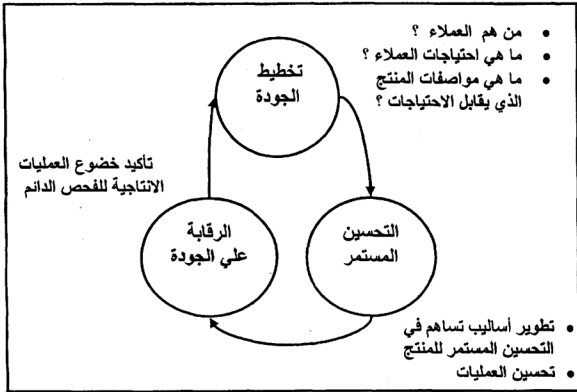 • من هم العملاء ؟
• ما هي احتياجات العملاء ؟
• ما هي مواصفات المنتج
الذي يقابل الاحتياجات ؟
تخطيط
الجودة
تأكيد خضوع العمليات
الانتاجية للفحص الدائم
الرقابة
علي الجودة
التحسين
المستمر
• تطوير أساليب تساهم في
التحسين المستمر للمنتج
• تحسين العمليات